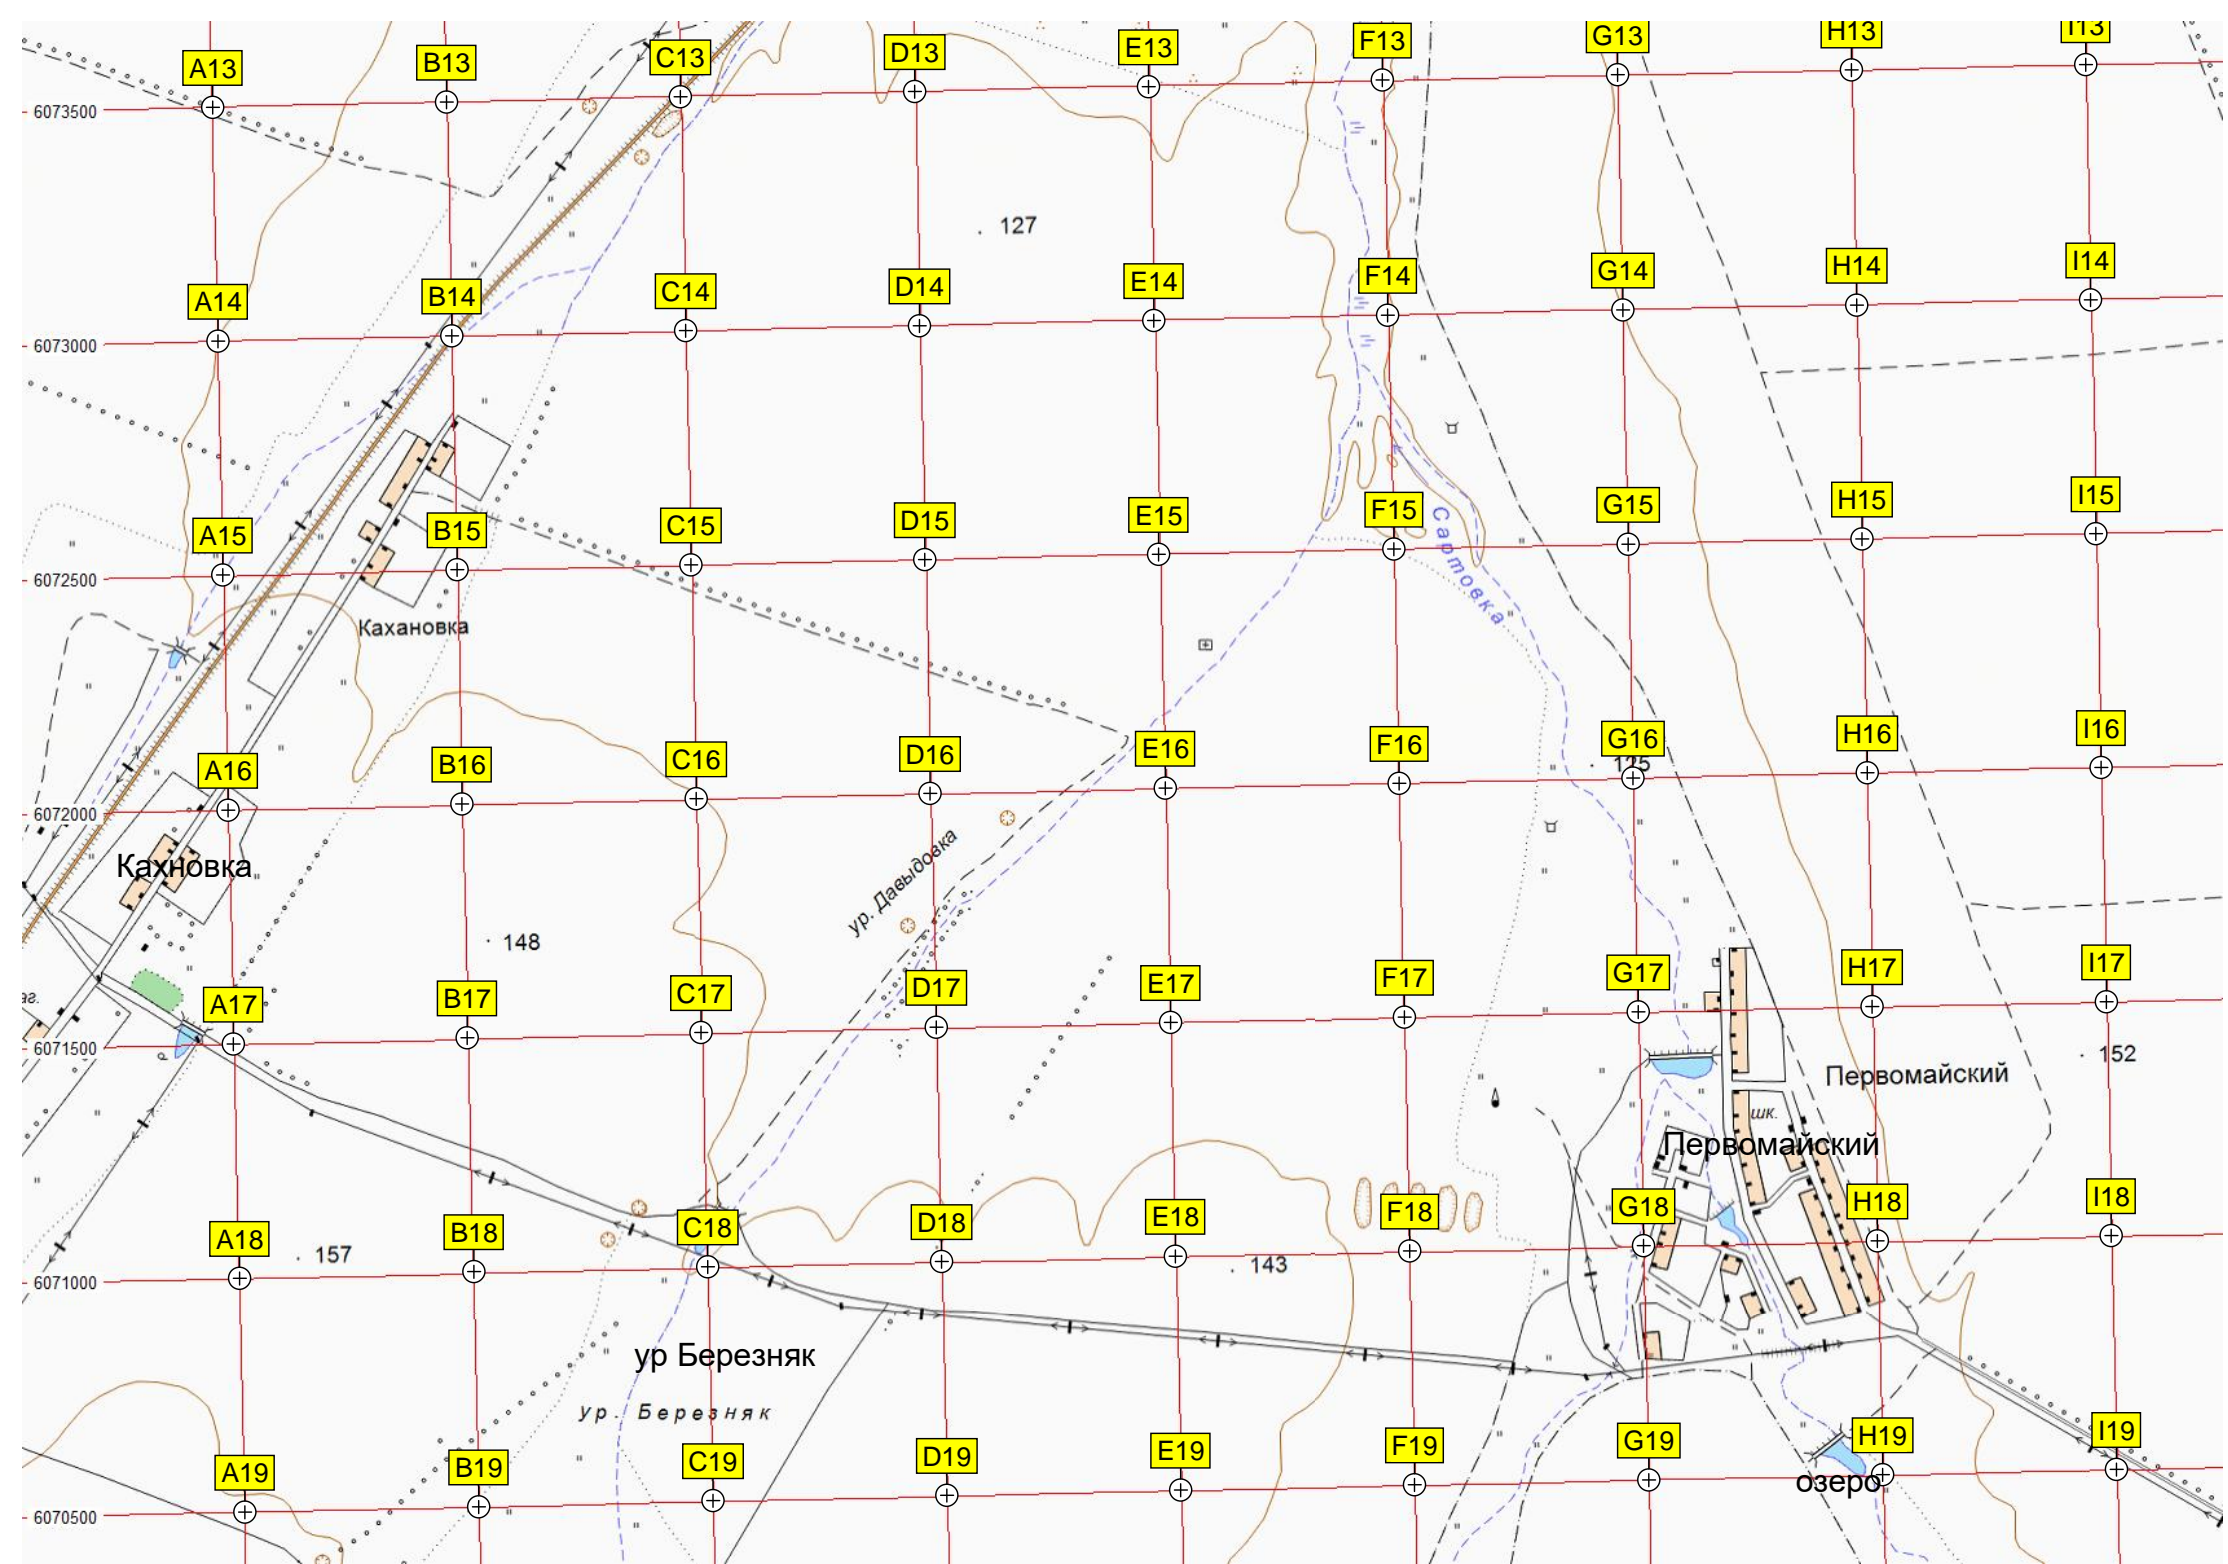 A13 B13 C13 D13 E13 F13 G13 H13 I13
6073500
127
A14 B14 C14 D14 E14 F14 G14 H14 I14
6073000
A15 B15 C15 D15 E15 F15 G15 H15 I15
Сартовка
6072500
Кахановка
A16 B16 C16 D16 E16 F16 G16 H16 I16
125
6072000
Кахновка
ур. Давыдовка
148
A17 B17 C17 D17 E17 F17 G17 H17 I17
аг.
6071500
152
Первомайский
шк.
Первомайский
A18 B18 C18 D18 E18 F18 G18 H18 I18
157
143
6071000
ур Березняк
ур. Березняк
A19 B19 C19 D19 E19 F19 G19 H19 I19
озеро
6070500